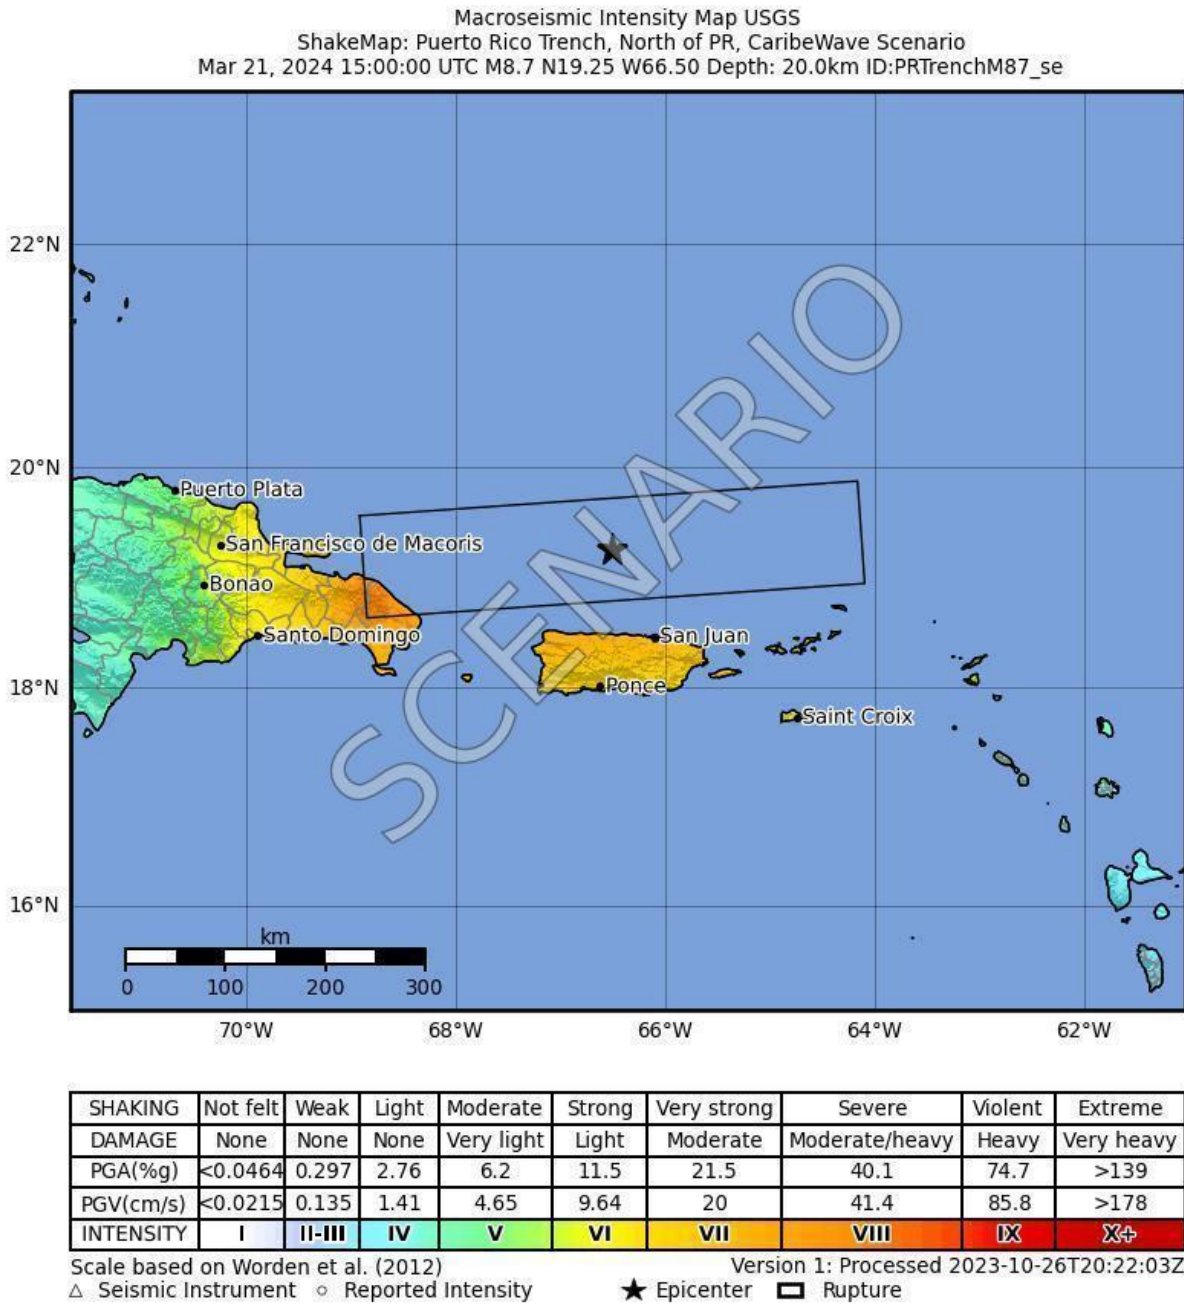 Macroseismic Intensity Map USGS
ShakeMap: Puerto Rico Trench, North of PR, CaribeWave Scenario
Mar 21, 2024 15:00:00 UTC M8.7 N19.25 W66.50 Depth: 20.0km ID:PRTrenchM87_se
22°N
20°N
Puerto Plata
San Francisco de Macoris
Bonao
Santo Domingo
San Juan
18°N
Ponce
Saint Croix
SCENARIO
16°N
km
0 100 200 300
70°W 68°W 66°W 64°W 62°W
SHAKING Not felt Weak Light Moderate Strong Very strong Severe Violent Extreme
DAMAGE None None None Very light Light Moderate Moderate/heavy Heavy Very heavy
PGA(%g) <0.0464 0.297 2.76 6.2 11.5 21.5 40.1 74.7 >139
PGV(cm/s) <0.0215 0.135 1.41 4.65 9.64 20 41.4 85.8 >178
INTENSITY I II-III IV V VI VII VIII IX X+
Scale based on Worden et al. (2012) Version 1: Processed 2023-10-26T20:22:03Z
△ Seismic Instrument ○ Reported Intensity ★ Epicenter Rupture